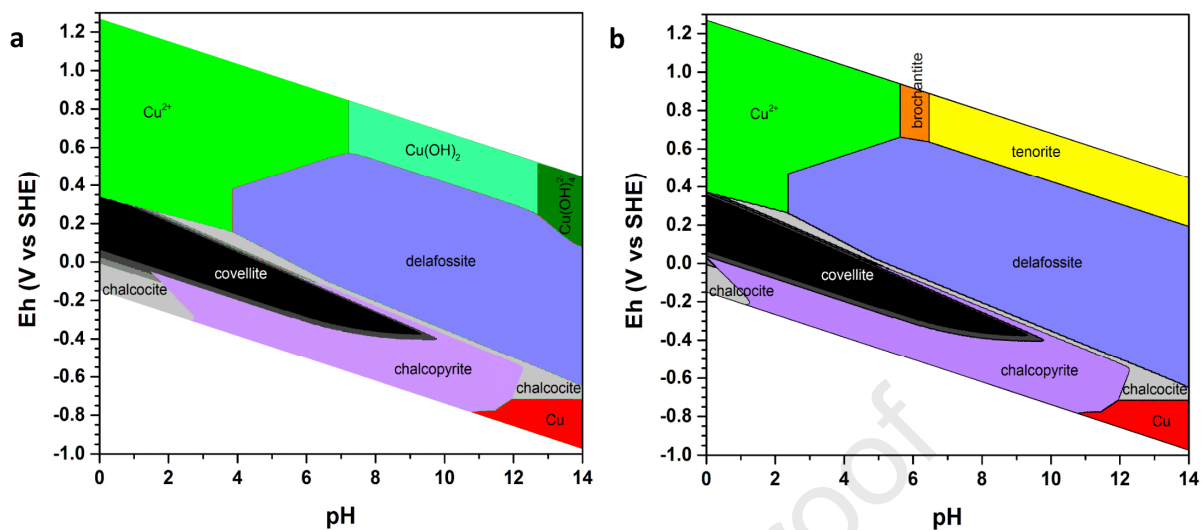 a
Eh (V vs SHE)
1.2
1.0
0.8
0.6
0.4
0.2
0.0
-0.2
-0.4
-0.6
-0.8
-1.0
Cu2+
Cu(OH)2
Cu(OH)4 2-
delafossite
covellite
chalcocite
chalcopyrite
chalcocite
Cu
0 2 4 6 8 10 12 14
pH
b
Eh (V vs SHE)
1.2
1.0
0.8
0.6
0.4
0.2
0.0
-0.2
-0.4
-0.6
-0.8
-1.0
Cu2+
brochantite
tenorite
delafossite
covellite
chalcocite
chalcopyrite
chalcocite
Cu
0 2 4 6 8 10 12 14
pH
roof